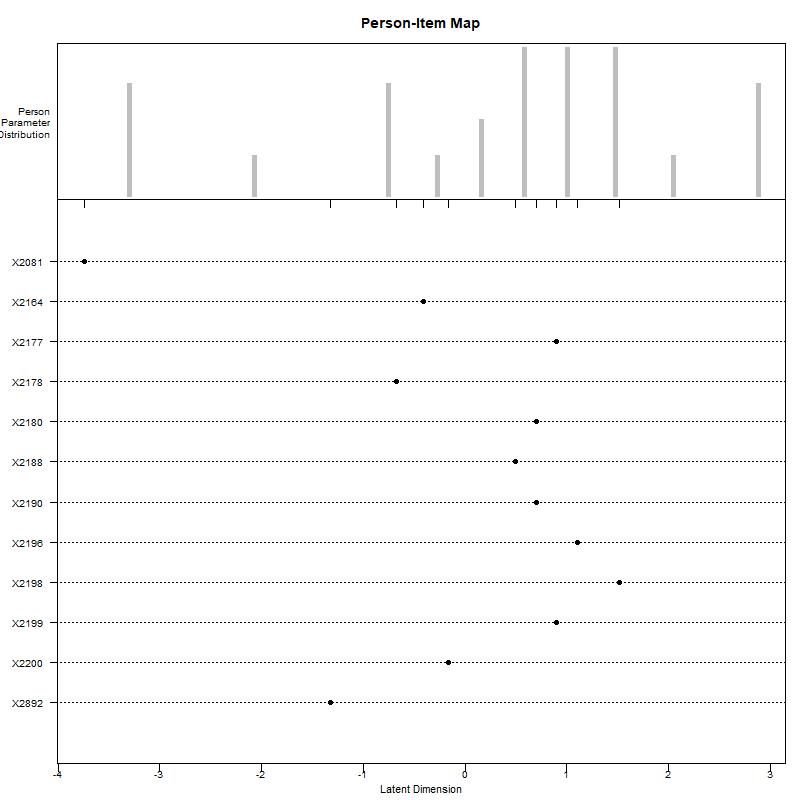 Person-Item Map
Person
Parameter
Distribution
X2081
X2164
X2177
X2178
X2180
X2188
X2190
X2196
X2198
X2199
X2200
X2892
-4 -3 -2 -1 0 1 2 3
Latent Dimension